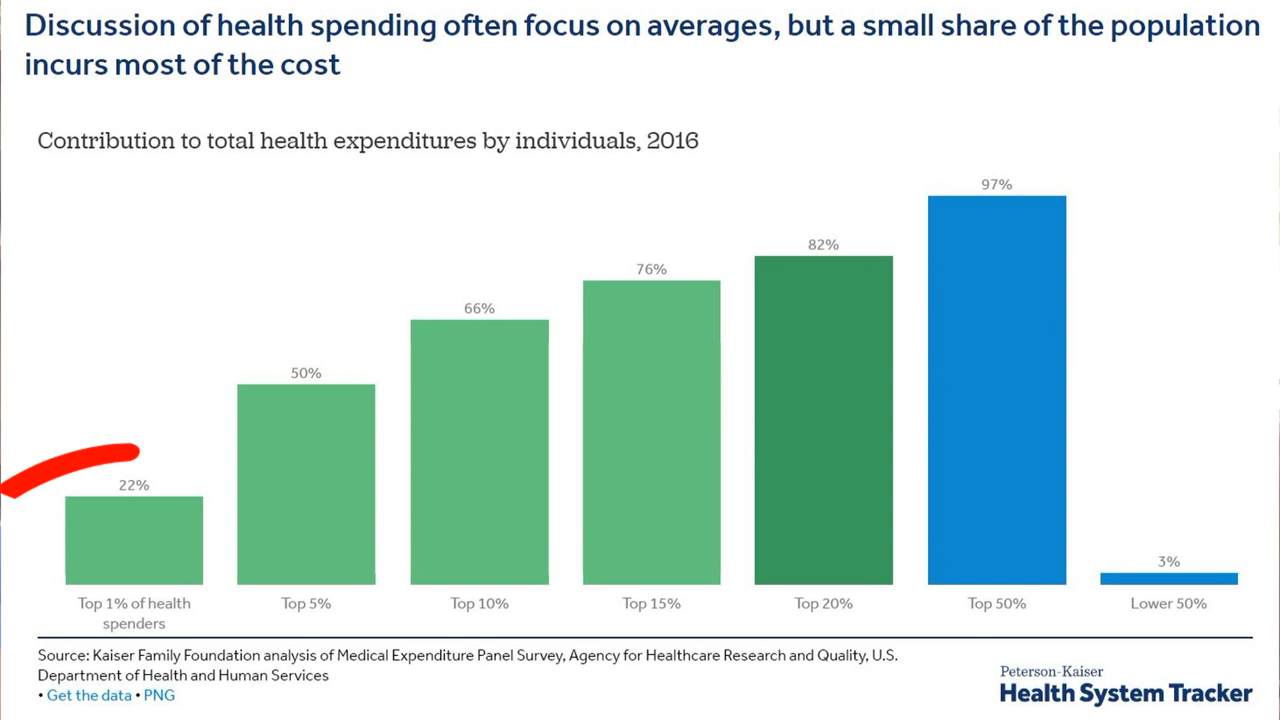 Discussion of health spending often focus on averages, but a small share of the population
incurs most of the cost
Contribution to total health expenditures by individuals, 2016
97%
82%
76%
66%
50%
22%
3%
Top 1% of health
spenders
Top 5%
Top 10%
Top 15%
Top 20%
Top 50%
Lower 50%
Source: Kaiser Family Foundation analysis of Medical Expenditure Panel Survey, Agency for Healthcare Research and Quality, U.S.
Department of Health and Human Services
• Get the data • PNG
Peterson-Kaiser
Health System Tracker